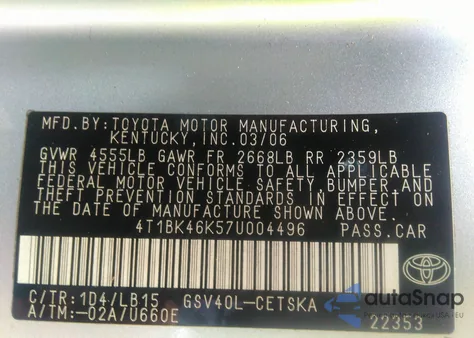 MFD.BY:TOYOTA MOTOR MANUFACTURING,
KENTUCKY,INC.03/06
GVWR 4555LB GAWR FR 2668LB RR 2359LB
THIS VEHICLE CONFORMS TO ALL
FEDERAL MOTOR VEHICLE SAFETY,BUMPER,AND
THEFT PREVENTION STANDARDS IN EFFECT ON
THE DATE OF MANUFACTURE SHOWN ABOVE.
4T1BK46K57U004496 PASS.CAR
C/TR:1D4/LB15 GSV40L-CETSKA
A/TM:-02A/U660E
TOYOTA
22353
autaSnap